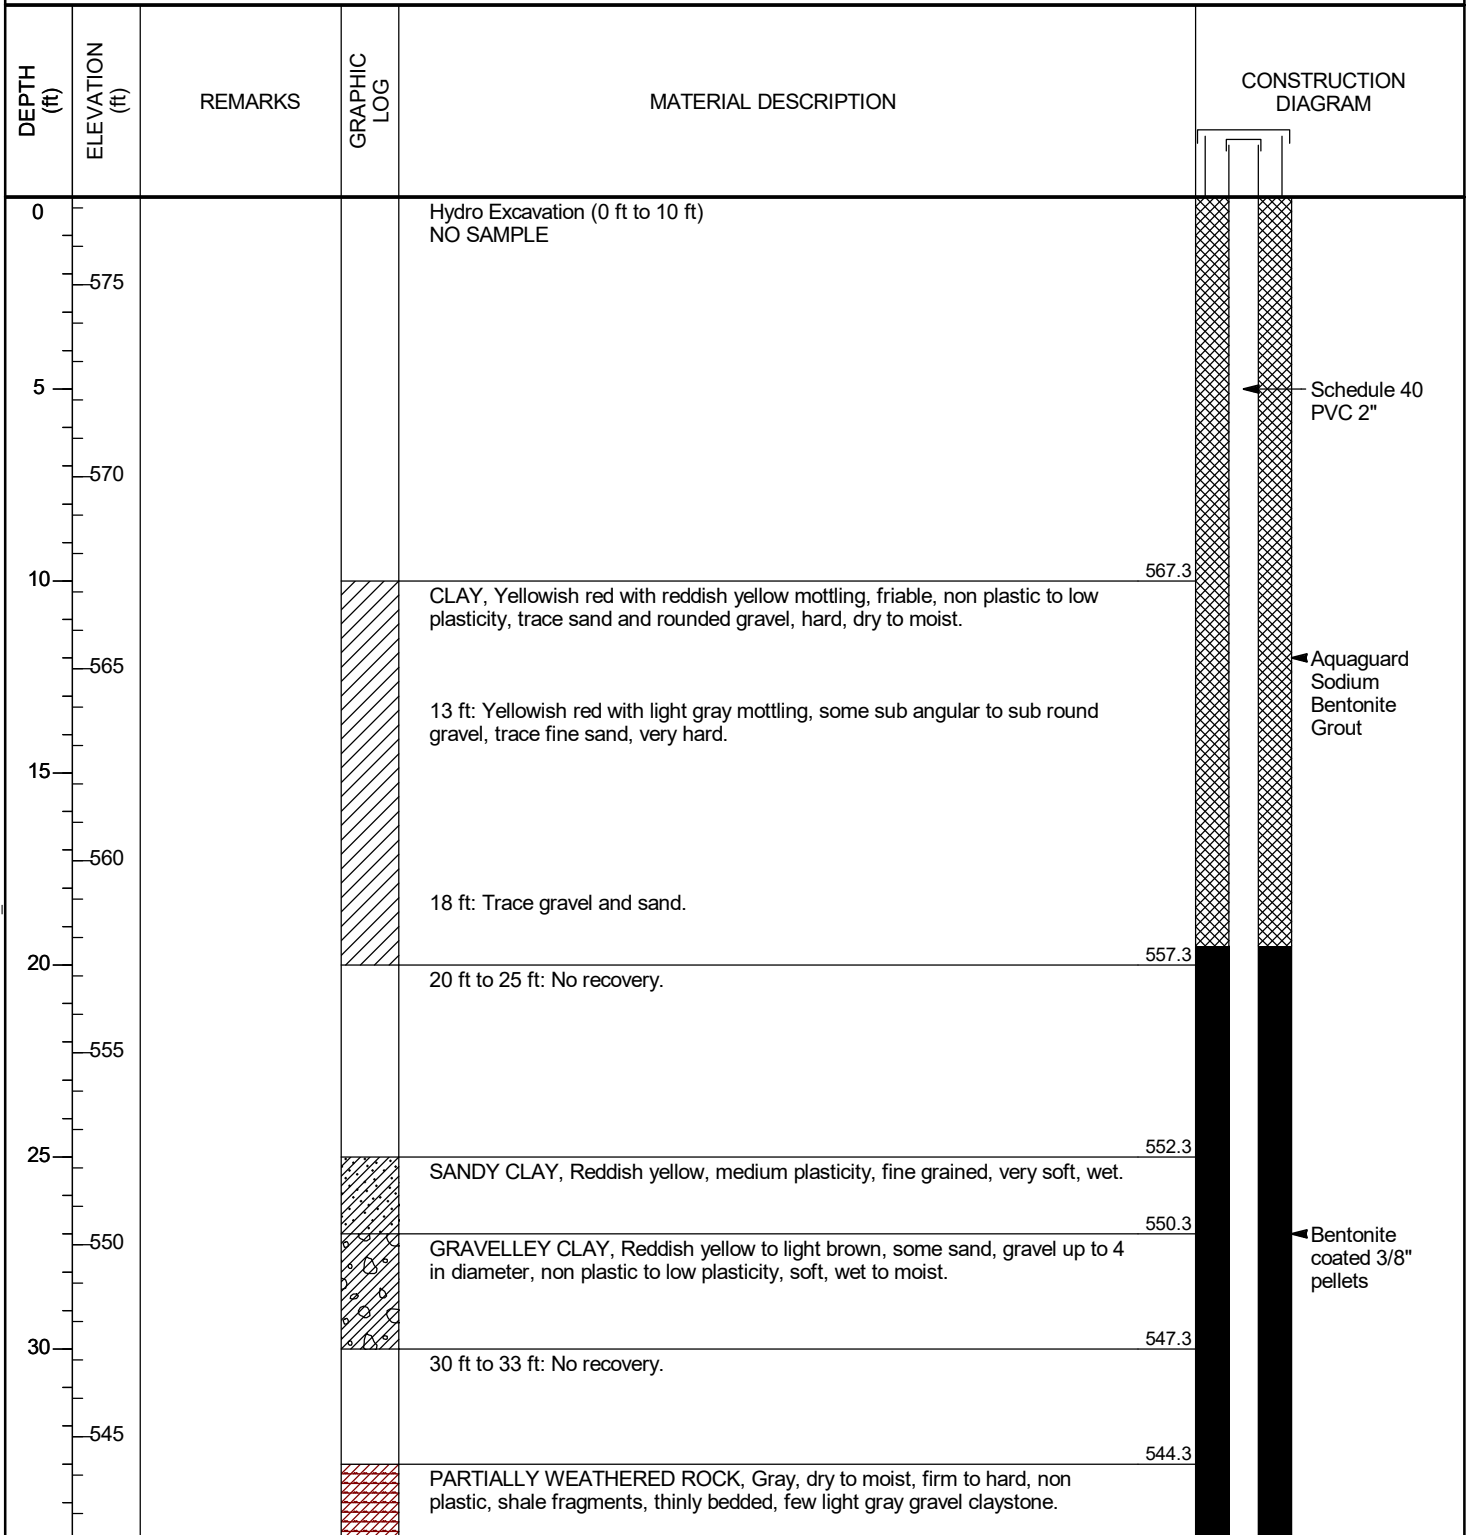 DEPTH
(ft)
ELEVATION
(ft)
REMARKS
GRAPHIC
LOG
MATERIAL DESCRIPTION
CONSTRUCTION
DIAGRAM
0
Hydro Excavation (0 ft to 10 ft)
NO SAMPLE
575
5
Schedule 40
PVC 2"
570
567.3
10
CLAY, Yellowish red with reddish yellow mottling, friable, non plastic to low
plasticity, trace sand and rounded gravel, hard, dry to moist.
565
Aquaguard
Sodium
Bentonite
Grout
13 ft: Yellowish red with light gray mottling, some sub angular to sub round
gravel, trace fine sand, very hard.
15
560
18 ft: Trace gravel and sand.
557.3
20
20 ft to 25 ft: No recovery.
555
552.3
25
SANDY CLAY, Reddish yellow, medium plasticity, fine grained, very soft, wet.
550.3
550
GRAVELLEY CLAY, Reddish yellow to light brown, some sand, gravel up to 4
in diameter, non plastic to low plasticity, soft, wet to moist.
Bentonite
coated 3/8"
pellets
547.3
30
30 ft to 33 ft: No recovery.
545
544.3
PARTIALLY WEATHERED ROCK, Gray, dry to moist, firm to hard, non
plastic, shale fragments, thinly bedded, few light gray gravel claystone.